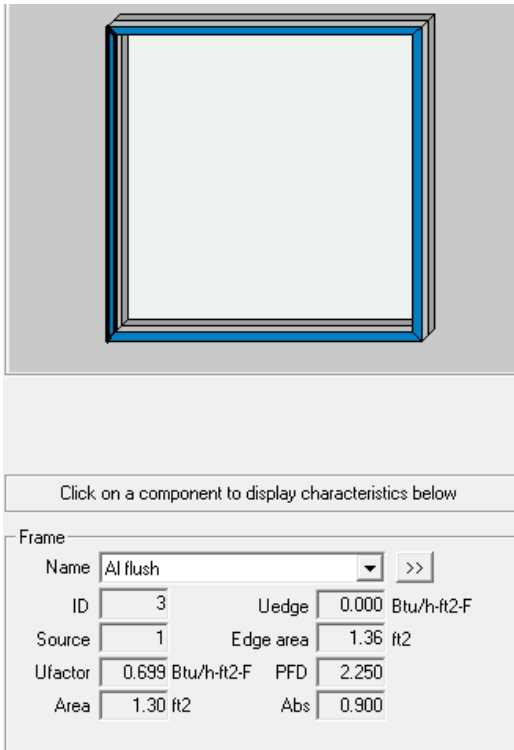 Click on a component to display characteristics below
Frame
Name Al flush >>
ID 3 Uedge 0.000 Btu/h-ft2-F
Source 1 Edge area 1.36 ft2
Ufactor 0.699 Btu/h-ft2-F PFD 2.250
Area 1.30 ft2 Abs 0.900